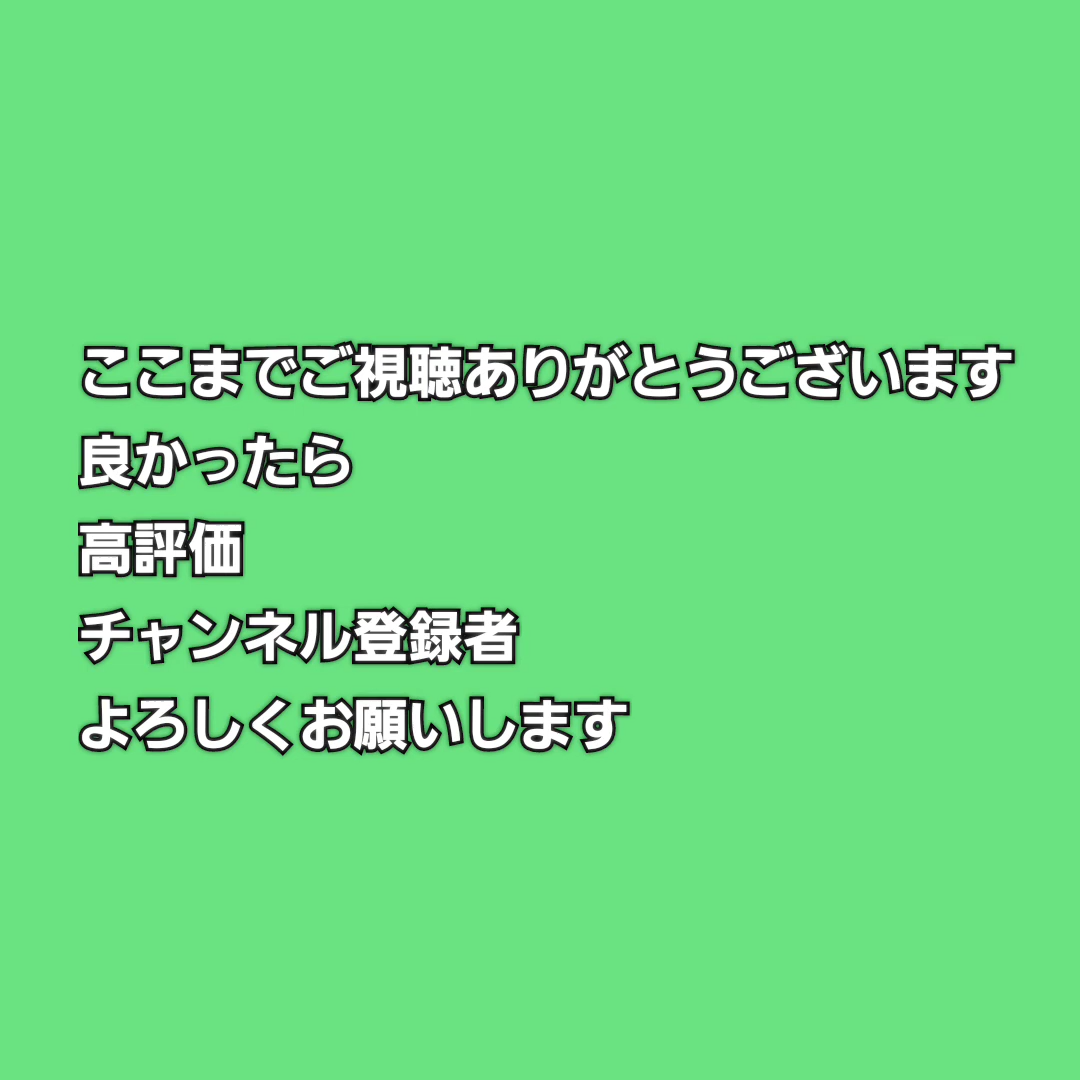 ここまでご視聴ありがとうございます
良かったら
高評価
チャンネル登録者
よろしくお願いします